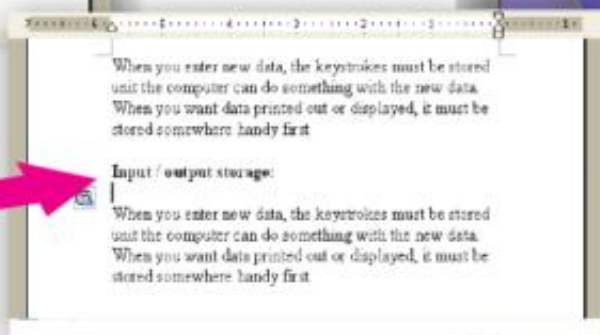 When you enter new data, the keystrokes must be stored
unit the computer can do something with the new data.
When you want data printed out or displayed, it must be
stored somewhere handy first
Input / output storage:
When you enter new data, the keystrokes must be stored
unit the computer can do something with the new data.
When you want data printed out or displayed, it must be
stored somewhere handy first